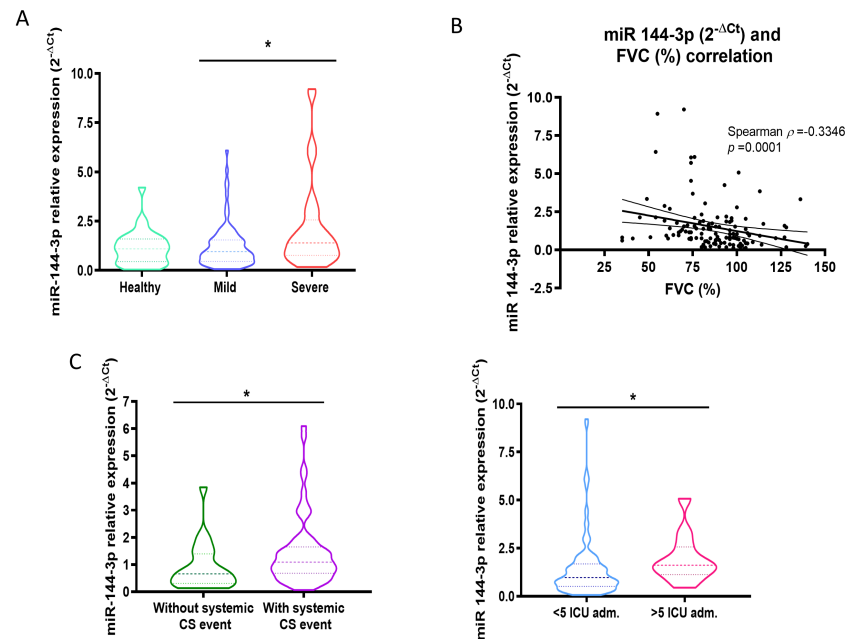 A
miR-144-3p relative expression (2-ΔCt)
10.0
7.5
5.0
2.5
0.0
*
Healthy
Mild
Severe
B
miR 144-3p (2-ΔCt) and
FVC (%) correlation
miR 144-3p relative expression (2-ΔCt)
10.0
7.5
5.0
2.5
0.0
-2.5
Spearman ρ =-0.3346
p =0.0001
25
50
75
100
125
150
FVC (%)
C
miR-144-3p relative expression (2-ΔCt)
7
6
5
4
3
2
1
0
*
Without systemic
CS event
With systemic
CS event
miR 144-3p relative expression (2-ΔCt)
10.0
7.5
5.0
2.5
0.0
*
<5 ICU adm.
>5 ICU adm.